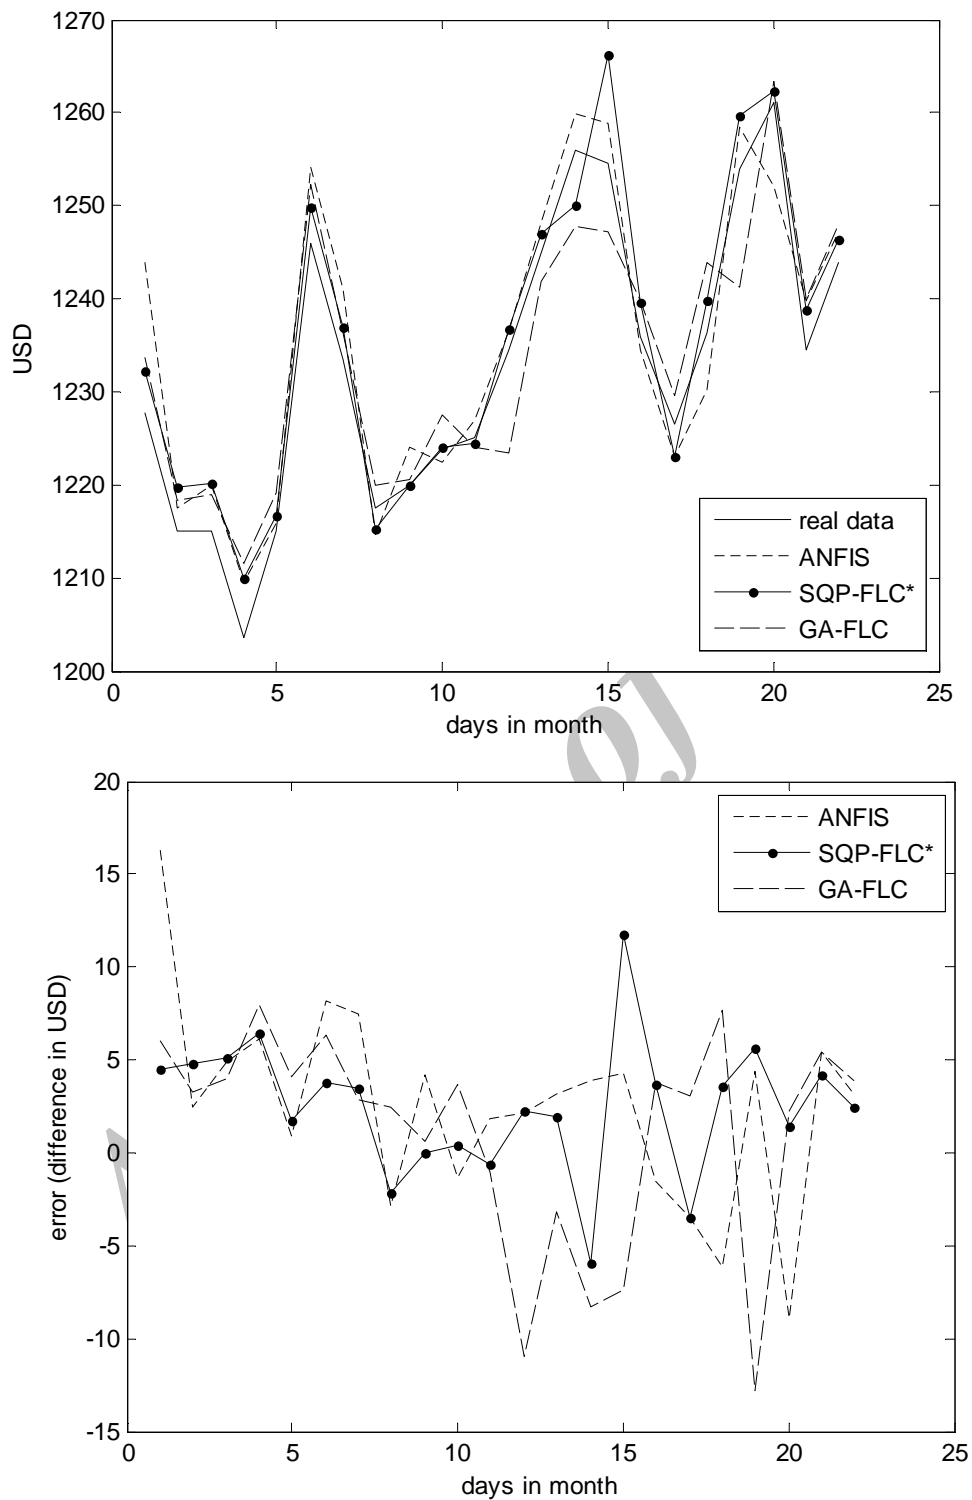 1270
1260
1250
1240
1230
1220
1210
1200
USD
real data
ANFIS
SQP-FLC*
GA-FLC
0 5 10 15 20 25
days in month
20
15
10
5
0
-5
-10
-15
error (difference in USD)
ANFIS
SQP-FLC*
GA-FLC
0 5 10 15 20 25
days in month